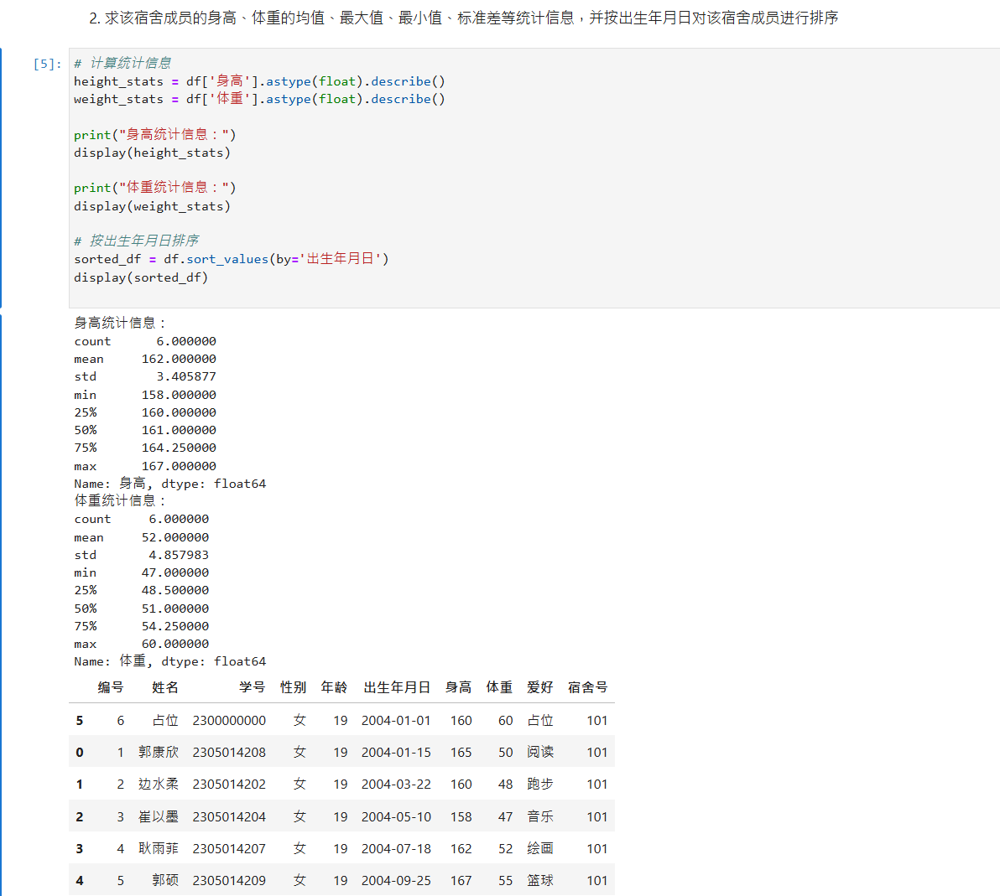 2. 求该宿舍成员的身高、体重的均值、最大值、最小值、标准差等统计信息，并按出生年月日对该宿舍成员进行排序
[5]: # 计算统计信息
height_stats = df['身高'].astype(float).describe()
weight_stats = df['体重'].astype(float).describe()
print("身高统计信息：")
display(height_stats)
print("体重统计信息：")
display(weight_stats)
# 按出生年月日排序
sorted_df = df.sort_values(by='出生年月日')
display(sorted_df)
身高统计信息：
count 6.000000
mean 162.000000
std 3.405877
min 158.000000
25% 160.000000
50% 161.000000
75% 164.250000
max 167.000000
Name: 身高, dtype: float64
体重统计信息：
count 6.000000
mean 52.000000
std 4.857983
min 47.000000
25% 48.500000
50% 51.000000
75% 54.250000
max 60.000000
Name: 体重, dtype: float64
编号 姓名 学号 性别 年龄 出生年月日 身高 体重 爱好 宿舍号
5 6 占位 2300000000 女 19 2004-01-01 160 60 占位 101
0 1 郭康欣 2305014208 女 19 2004-01-15 165 50 阅读 101
1 2 边水柔 2305014202 女 19 2004-03-22 160 48 跑步 101
2 3 崔以墨 2305014204 女 19 2004-05-10 158 47 音乐 101
3 4 耿雨菲 2305014207 女 19 2004-07-18 162 52 绘画 101
4 5 郭硕 2305014209 女 19 2004-09-25 167 55 篮球 101